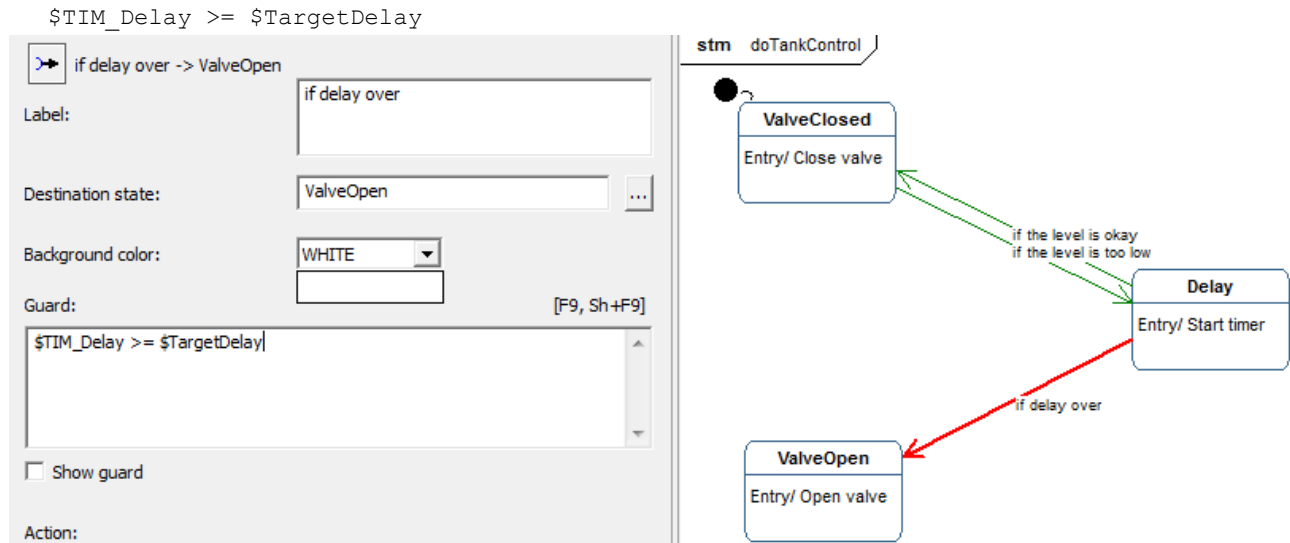 $TIM_Delay >= $TargetDelay
if delay over -> ValveOpen
Label:
if delay over
Destination state:
ValveOpen
...
Background color:
WHITE
Guard:
[F9, Sh+F9]
$TIM_Delay >= $TargetDelay
Show guard
Action:
stm doTankControl
ValveClosed
Entry/ Close valve
if the level is okay
if the level is too low
Delay
Entry/ Start timer
if delay over
ValveOpen
Entry/ Open valve